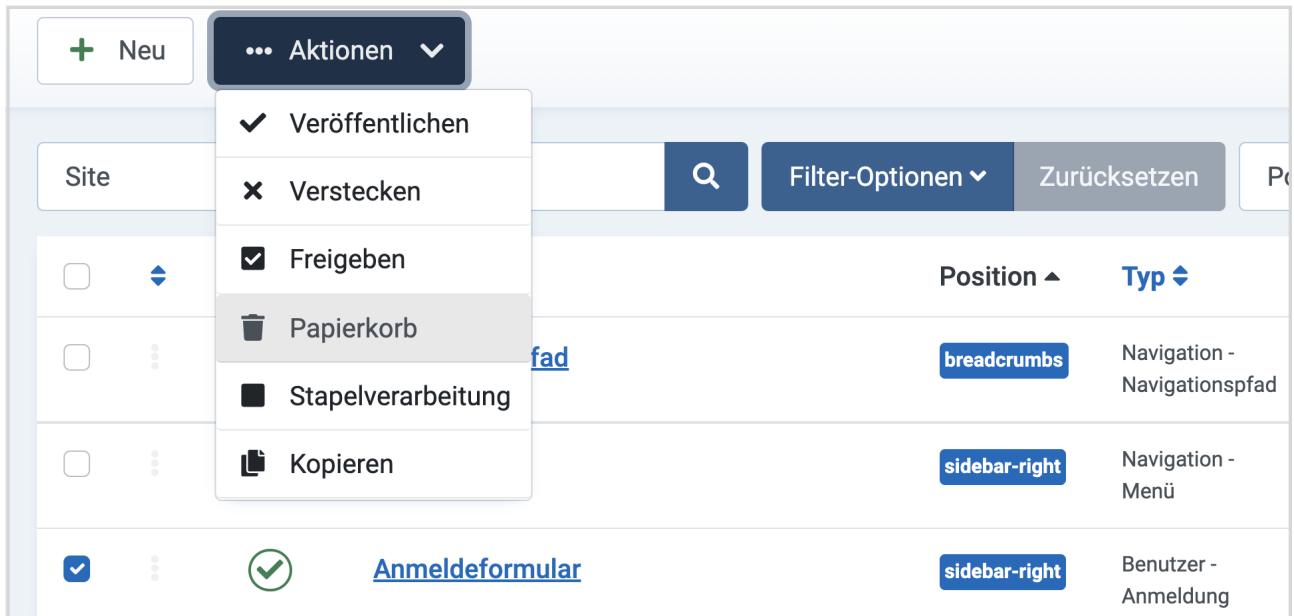 Neu
Aktionen
Veröffentlichen
Verstecken
Freigeben
Papierkorb
Stapelverarbeitung
Kopieren
Site
Filter-Optionen
Zurücksetzen
Position
Typ
fad
breadcrumbs
Navigation -
Navigationspfad
sidebar-right
Navigation -
Menü
Anmeldeformular
sidebar-right
Benutzer -
Anmeldung